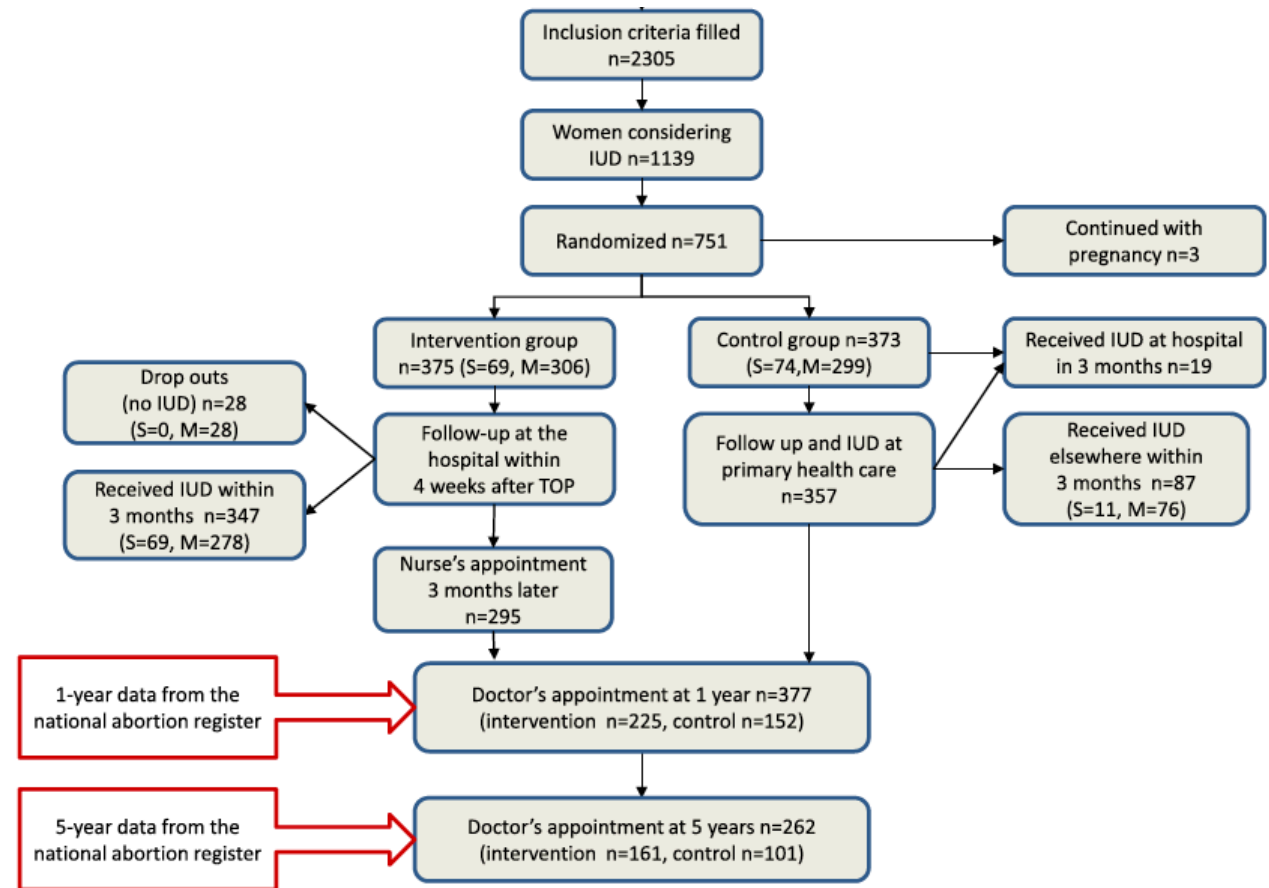 Inclusion criteria filled
n=2305
Women considering
IUD n=1139
Randomized n=751
Continued with
pregnancy n=3
Intervention group
n=375 (S=69, M=306)
Control group n=373
(S=74,M=299)
Received IUD at hospital
in 3 months n=19
Drop outs
(no IUD) n=28
(S=0, M=28)
Follow-up at the
hospital within
4 weeks after TOP
Follow up and IUD at
primary health care
n=357
Received IUD
elsewhere within
3 months n=87
(S=11, M=76)
Received IUD within
3 months n=347
(S=69, M=278)
Nurse’s appointment
3 months later
n=295
1-year data from the
national abortion register
Doctor’s appointment at 1 year n=377
(intervention n=225, control n=152)
5-year data from the
national abortion register
Doctor’s appointment at 5 years n=262
(intervention n=161, control n=101)